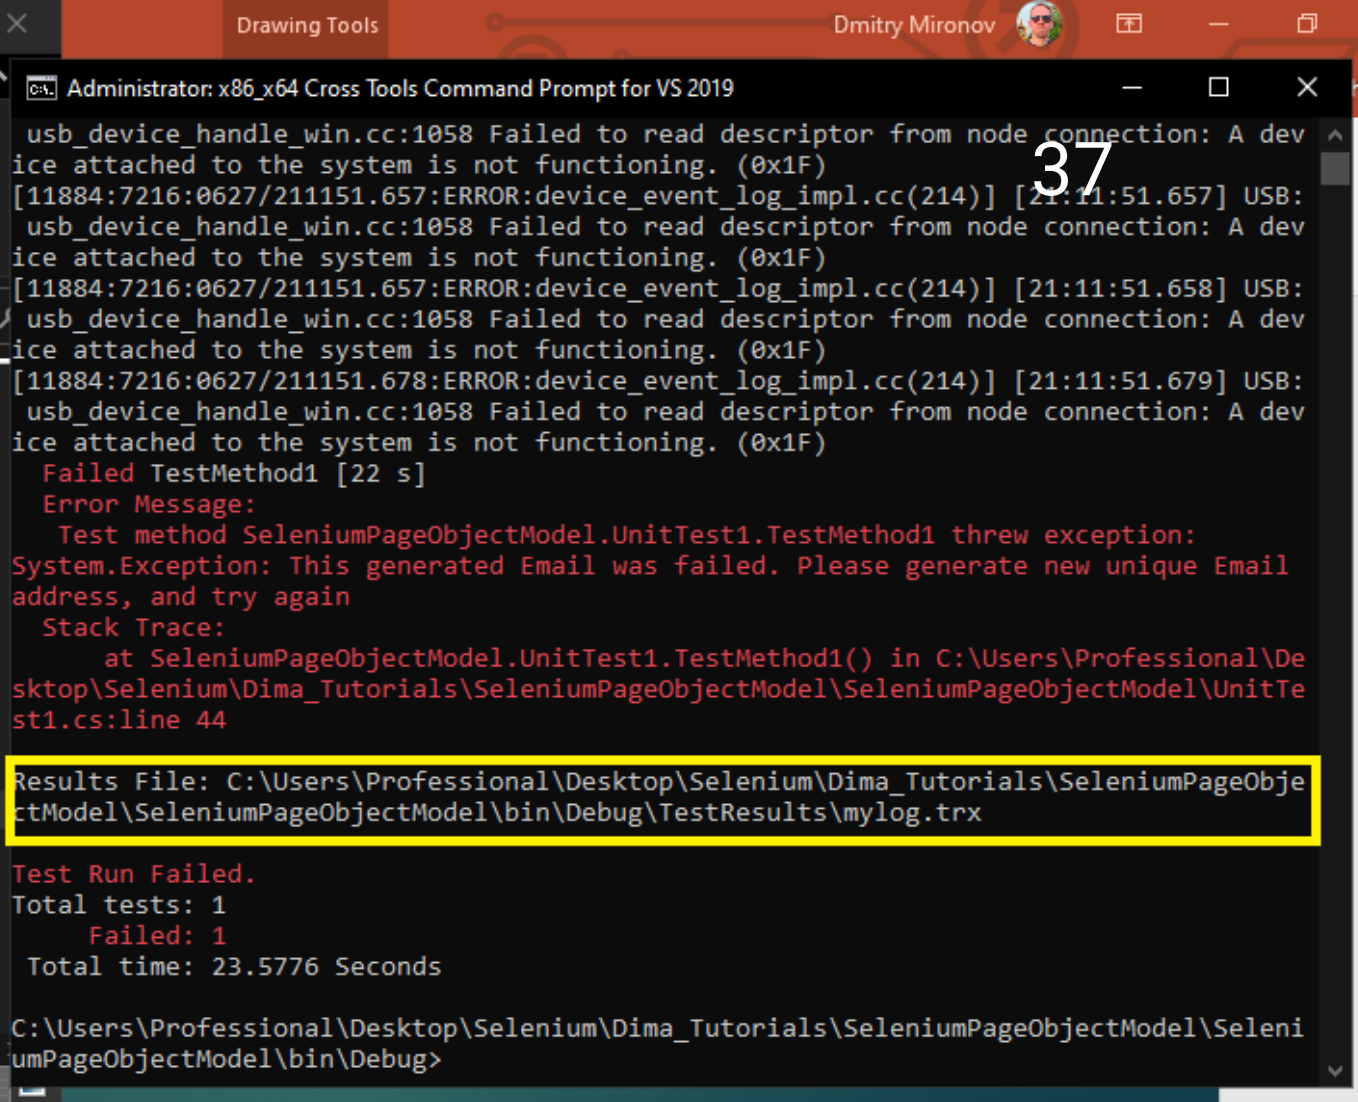 Drawing Tools
Dmitry Mironov
Administrator: x86_x64 Cross Tools Command Prompt for VS 2019
usb_device_handle_win.cc:1058 Failed to read descriptor from node connection: A dev
ice attached to the system is not functioning. (0x1F)
37
[11884:7216:0627/211151.657:ERROR:device_event_log_impl.cc(214)] [21:11:51.657] USB:
usb_device_handle_win.cc:1058 Failed to read descriptor from node connection: A dev
ice attached to the system is not functioning. (0x1F)
[11884:7216:0627/211151.657:ERROR:device_event_log_impl.cc(214)] [21:11:51.658] USB:
usb_device_handle_win.cc:1058 Failed to read descriptor from node connection: A dev
ice attached to the system is not functioning. (0x1F)
[11884:7216:0627/211151.678:ERROR:device_event_log_impl.cc(214)] [21:11:51.679] USB:
usb_device_handle_win.cc:1058 Failed to read descriptor from node connection: A dev
ice attached to the system is not functioning. (0x1F)
Failed TestMethod1 [22 s]
Error Message:
Test method SeleniumPageObjectModel.UnitTest1.TestMethod1 threw exception:
System.Exception: This generated Email was failed. Please generate new unique Email
address, and try again
Stack Trace:
at SeleniumPageObjectModel.UnitTest1.TestMethod1() in C:\Users\Professional\De
sktop\Selenium\Dima_Tutorials\SeleniumPageObjectModel\SeleniumPageObjectModel\UnitTe
st1.cs:line 44
Results File: C:\Users\Professional\Desktop\Selenium\Dima_Tutorials\SeleniumPageObje
ctModel\SeleniumPageObjectModel\bin\Debug\TestResults\mylog.trx
Test Run Failed.
Total tests: 1
Failed: 1
Total time: 23.5776 Seconds
C:\Users\Professional\Desktop\Selenium\Dima_Tutorials\SeleniumPageObjectModel\Seleni
umPageObjectModel\bin\Debug>